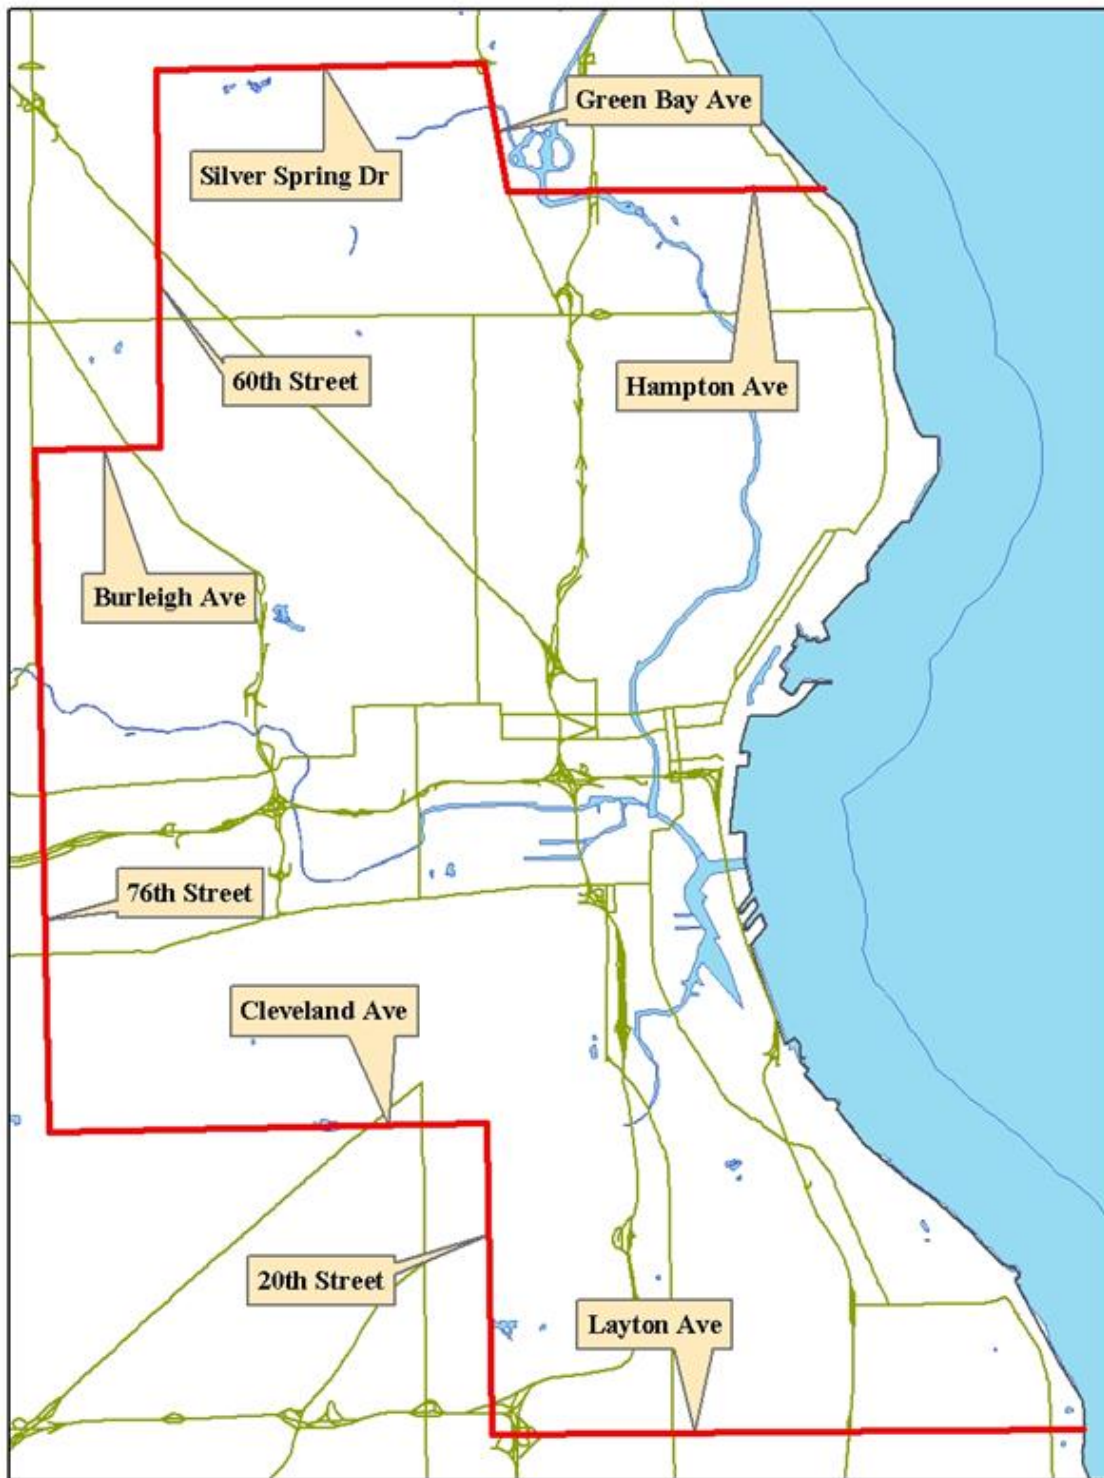 Green Bay Ave
Silver Spring Dr
60th Street
Hampton Ave
Burleigh Ave
76th Street
Cleveland Ave
20th Street
Layton Ave